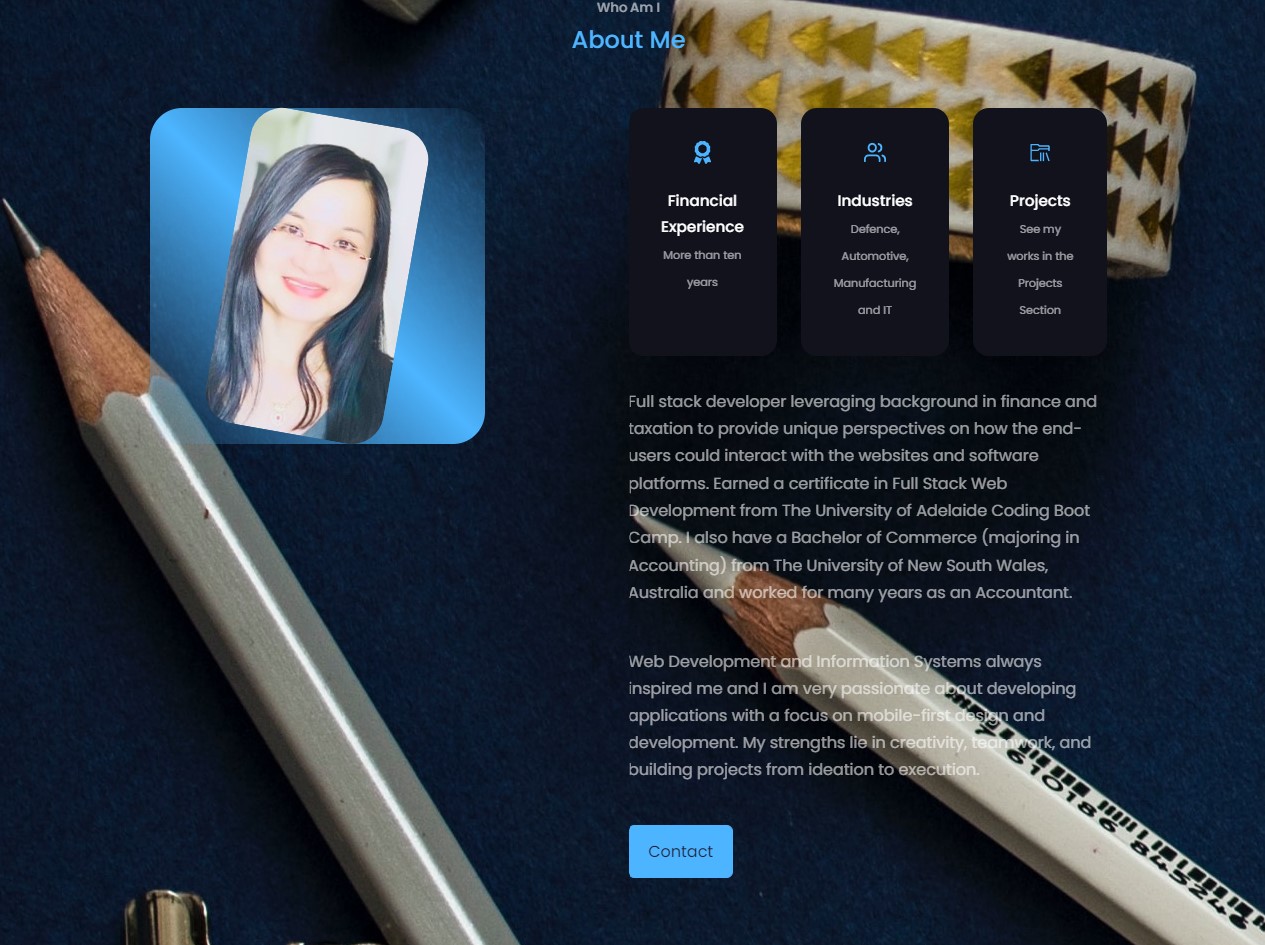 Who Am I
About Me
Financial
Experience
More than ten
years
Industries
Defence,
Automotive,
Manufacturing
and IT
Projects
See my
works in the
Projects
Section
Full stack developer leveraging background in finance and
taxation to provide unique perspectives on how the end-
users could interact with the websites and software
platforms. Earned a certificate in Full Stack Web
Development from The University of Adelaide Coding Boot
Camp. I also have a Bachelor of Commerce (majoring in
Accounting) from The University of New South Wales,
Australia and worked for many years as an Accountant.
Web Development and Information Systems always
inspired me and I am very passionate about developing
applications with a focus on mobile-first design and
development. My strengths lie in creativity, teamwork, and
building projects from ideation to execution.
610186 845246
Contact